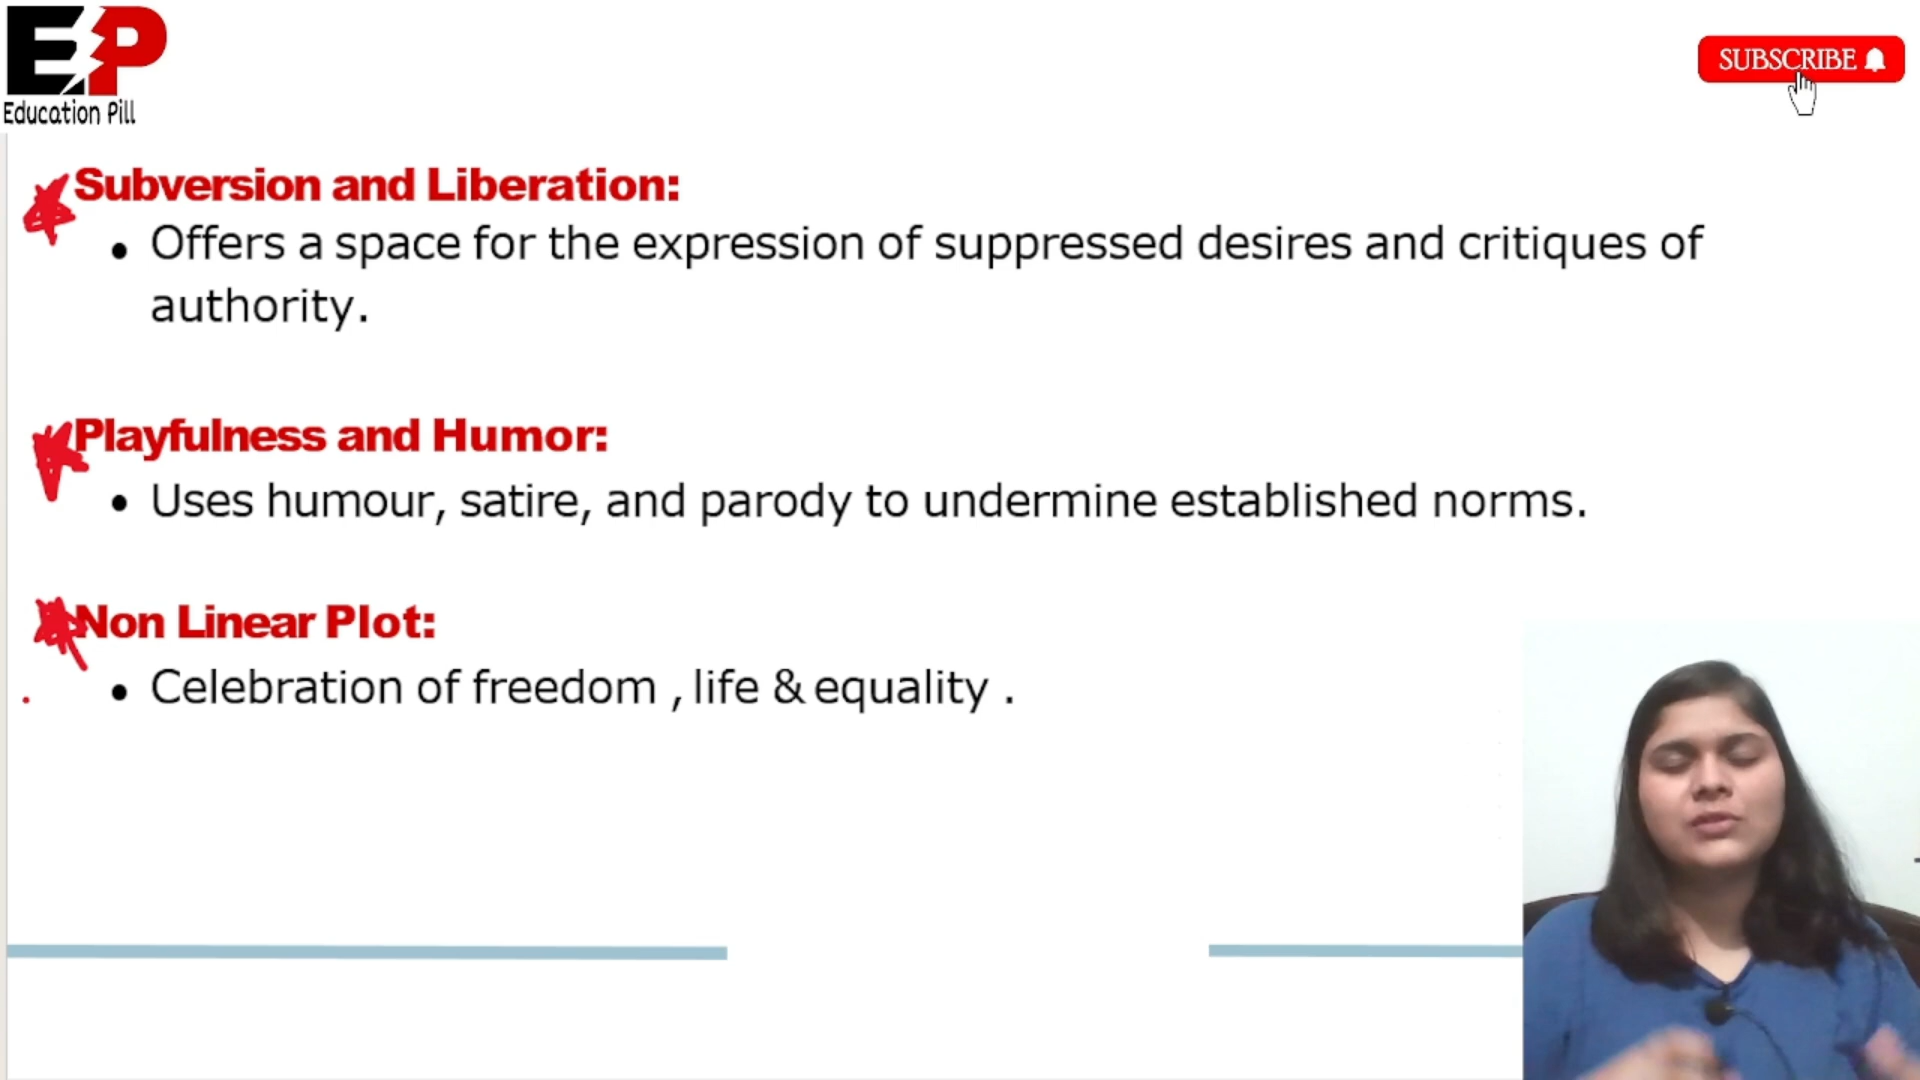 EP
Education Pill
SUBSCRIBE
Subversion and Liberation:
• Offers a space for the expression of suppressed desires and critiques of
authority.
Playfulness and Humor:
• Uses humour, satire, and parody to undermine established norms.
Non Linear Plot:
• Celebration of freedom , life & equality .